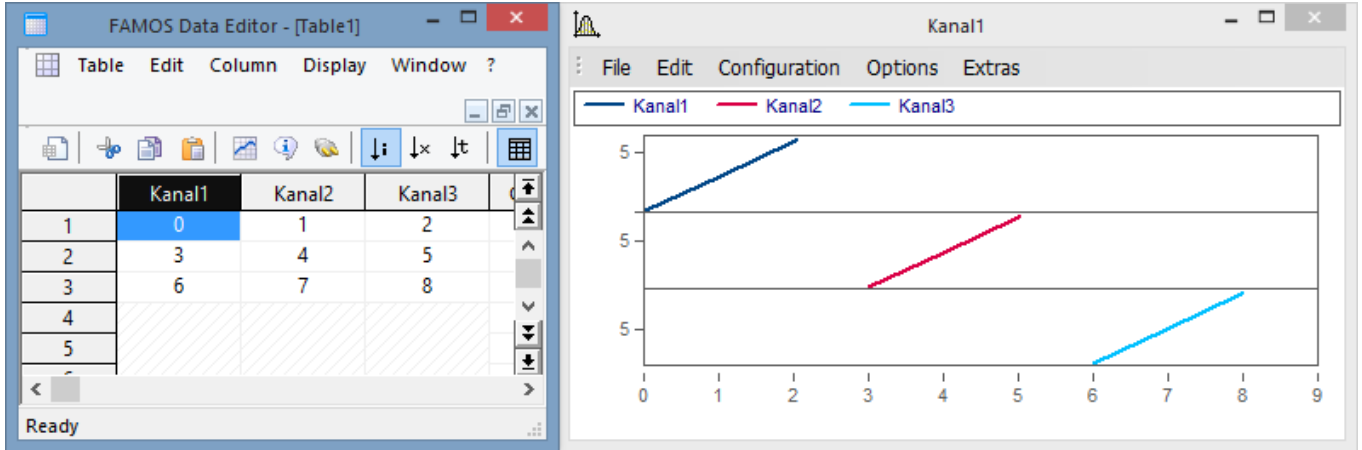 FAMOS Data Editor - [Table1]
Table Edit Column Display Window ?
Kanal1 Kanal2 Kanal3
1 0 1 2
2 3 4 5
3 6 7 8
4
5
Ready
Kanal1
File Edit Configuration Options Extras
Kanal1 Kanal2 Kanal3
5
5
5
0 1 2 3 4 5 6 7 8 9